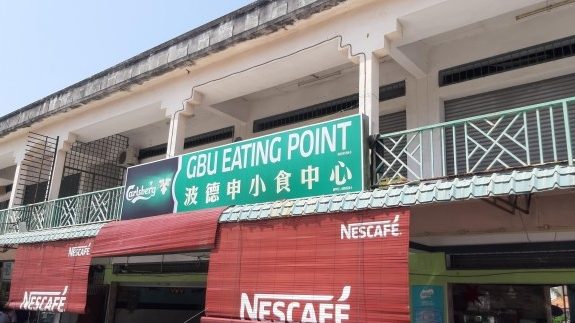 GBU EATING POINT
波德申小食中心
Carlsberg
NESCAFÉ
NESCAFÉ
NESCAFÉ
NESCAFÉ